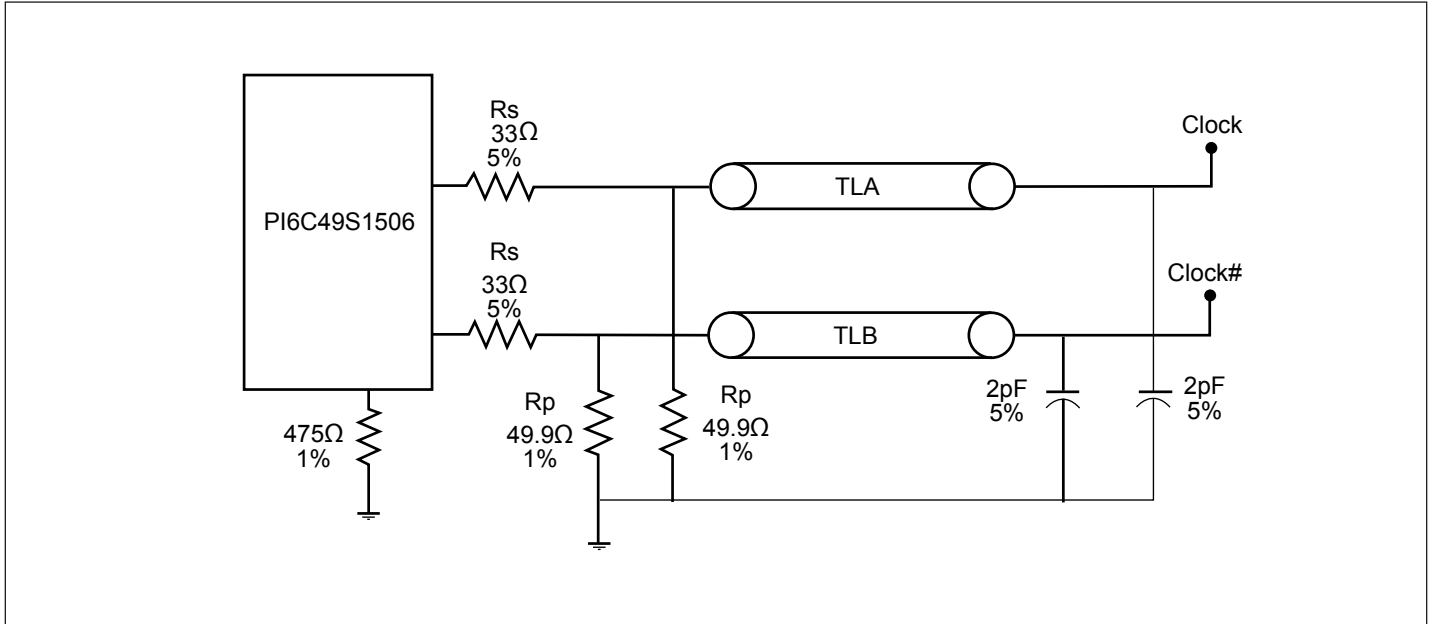 Rs
33Ω
5%
Clock
TLA
PI6C49S1506
Rs
33Ω
5%
Clock#
TLB
Rp
49.9Ω
1%
Rp
49.9Ω
1%
2pF
5%
2pF
5%
475Ω
1%